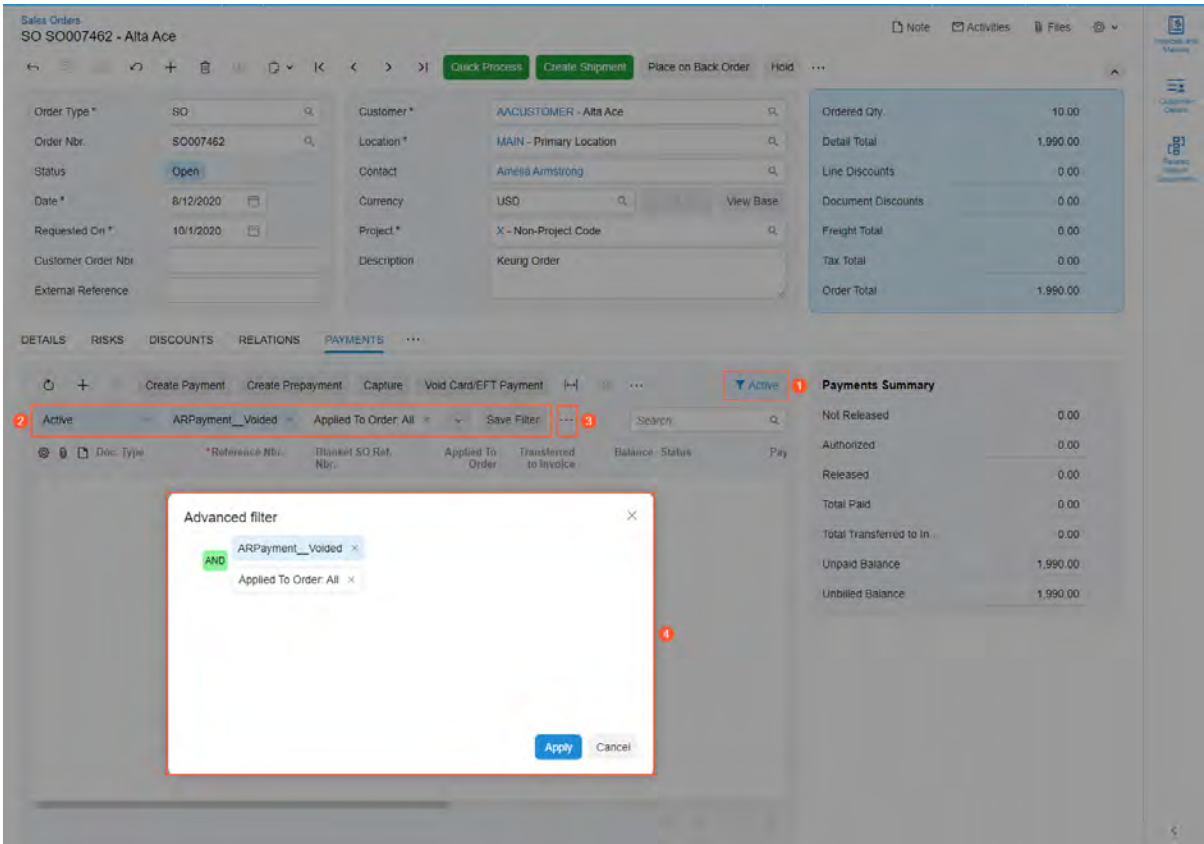 Sales Orders
SO SO007462 - Alta Ace
Note Activities Files
Quick Process Create Shipment Place on Back Order Hold ...
Order Type * SO
Order Nbr. SO007462
Status Open
Date * 8/12/2020
Requested On * 10/1/2020
Customer Order Nbr.
External Reference
Customer * AACUSTOMER - Alta Ace
Location * MAIN - Primary Location
Contact Amelia Armstrong
Currency USD View Base
Project * X - Non-Project Code
Description Keurig Order
Ordered Qty. 10.00
Detail Total 1,990.00
Line Discounts 0.00
Document Discounts 0.00
Freight Total 0.00
Tax Total 0.00
Order Total 1,990.00
Customer
Related
DETAILS RISKS DISCOUNTS RELATIONS PAYMENTS ...
Create Payment Create Prepayment Capture Void Card/EFT Payment ... Active 1
2 Active ARPayment__Voided Applied To Order: All Save Filter ... 3 Search
Doc. Type * Reference Nbr. Blanket SO Ref. Nbr. Applied To Order Transferred to Invoice Balance Status Pay
Payments Summary
Not Released 0.00
Authorized 0.00
Released 0.00
Total Paid 0.00
Total Transferred to In... 0.00
Unpaid Balance 1,990.00
Unbilled Balance 1,990.00
Advanced filter
AND
ARPayment__Voided
Applied To Order: All
4
Apply Cancel